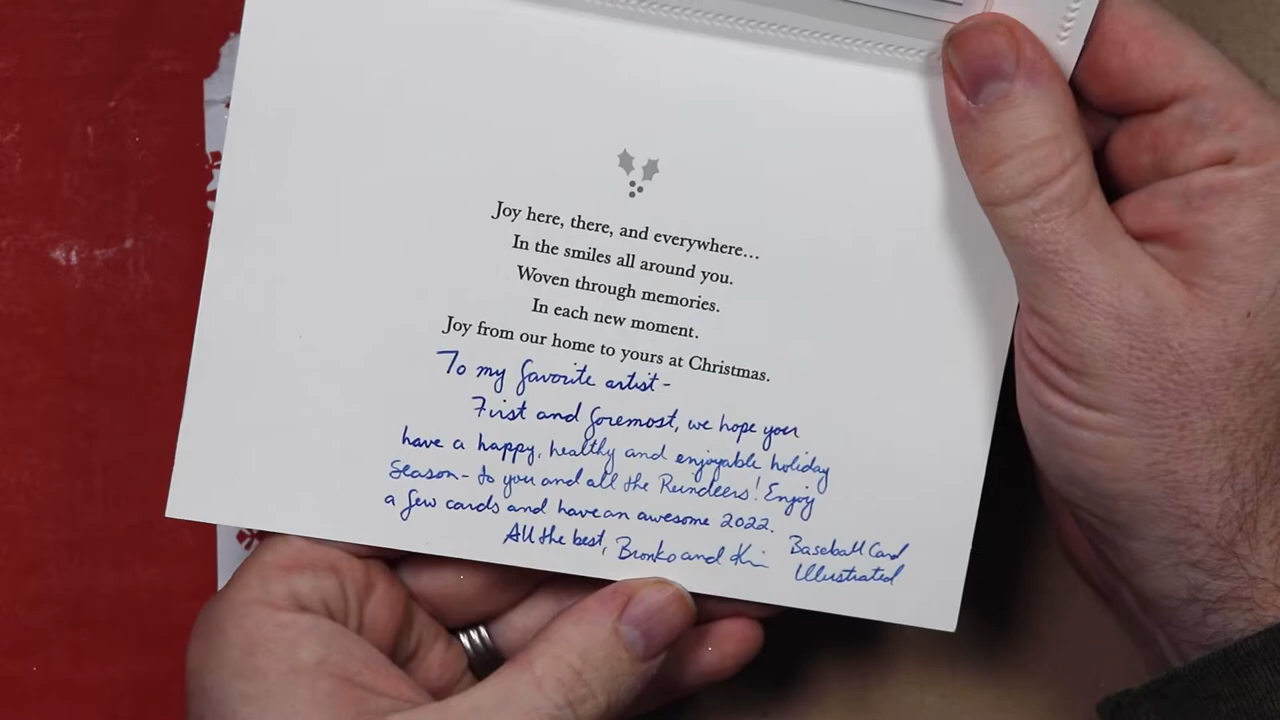 Joy here, there, and everywhere...
In the smiles all around you.
Woven through memories.
In each new moment.
Joy from our home to yours at Christmas.
To my favorite artist-
First and foremost, we hope your
have a happy, healthy and enjoyable holiday
season- to you and all the Reindeers! Enjoy
a few cards and have an awesome 2022.
All the best, Bronko and Kim
Baseball Card
Illustrated